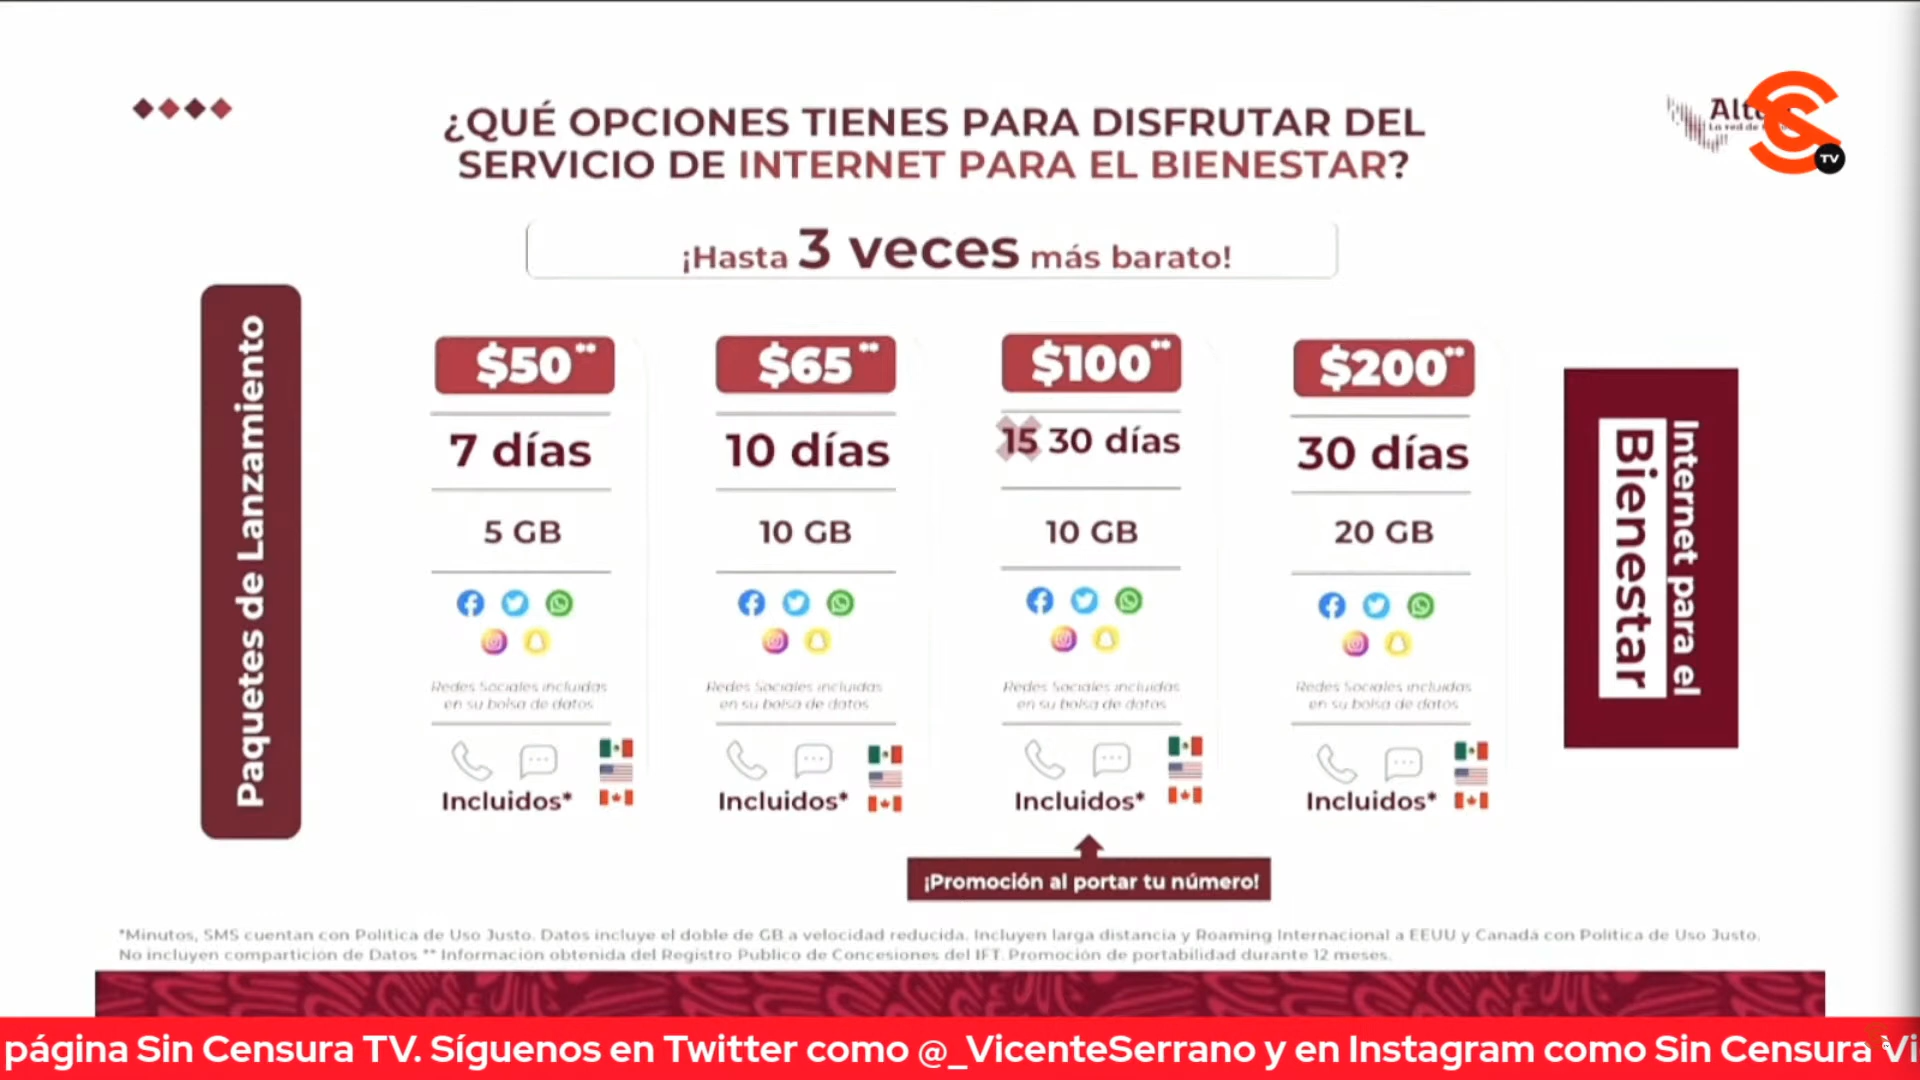 ¿QUÉ OPCIONES TIENES PARA DISFRUTAR DEL
SERVICIO DE INTERNET PARA EL BIENESTAR?
TV
¡Hasta 3 veces más barato!
Paquetes de Lanzamiento
$50**
7 días
5 GB
Redes Sociales incluidas
en su bolsa de datos
Incluidos*
$65**
10 días
10 GB
Redes Sociales incluidas
en su bolsa de datos
Incluidos*
$100**
15 30 días
10 GB
Redes Sociales incluidas
en su bolsa de datos
Incluidos*
¡Promoción al portar tu número!
$200**
30 días
20 GB
Redes Sociales incluidas
en su bolsa de datos
Incluidos*
Internet para el
Bienestar
*Minutos, SMS cuentan con Política de Uso Justo. Datos incluye el doble de GB a velocidad reducida. Incluyen larga distancia y Roaming Internacional a EEUU y Canadá con Política de Uso Justo.
No incluyen compartición de Datos ** Información obtenida del Registro Publico de Concesiones del IFT. Promoción de portabilidad durante 12 meses.
página Sin Censura TV. Síguenos en Twitter como @_VicenteSerrano y en Instagram como Sin Censura Vi